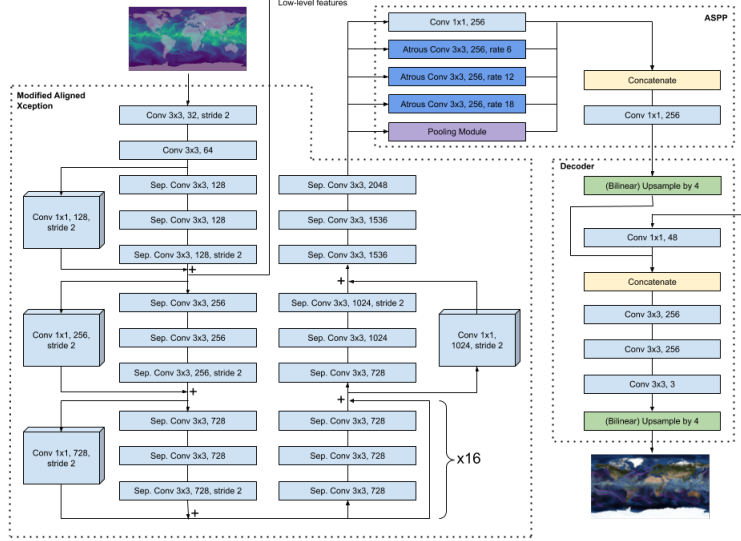 Low-level features
Modified Aligned
Xception
Conv 3x3, 32, stride 2
Conv 3x3, 64
Sep. Conv 3x3, 128
Sep. Conv 3x3, 128
Sep. Conv 3x3, 128, stride 2
Conv 1x1, 128,
stride 2
+
Sep. Conv 3x3, 256
Sep. Conv 3x3, 256
Sep. Conv 3x3, 256, stride 2
Conv 1x1, 256,
stride 2
+
Sep. Conv 3x3, 728
Sep. Conv 3x3, 728
Sep. Conv 3x3, 728, stride 2
Conv 1x1, 728,
stride 2
+
Sep. Conv 3x3, 2048
Sep. Conv 3x3, 1536
Sep. Conv 3x3, 1536
+
Sep. Conv 3x3, 1024, stride 2
Sep. Conv 3x3, 1024
Sep. Conv 3x3, 728
Conv 1x1,
1024, stride 2
+
Sep. Conv 3x3, 728
Sep. Conv 3x3, 728
Sep. Conv 3x3, 728
x16
ASPP
Conv 1x1, 256
Atrous Conv 3x3, 256, rate 6
Atrous Conv 3x3, 256, rate 12
Atrous Conv 3x3, 256, rate 18
Pooling Module
Concatenate
Conv 1x1, 256
Decoder
(Bilinear) Upsample by 4
Conv 1x1, 48
Concatenate
Conv 3x3, 256
Conv 3x3, 256
Conv 3x3, 3
(Bilinear) Upsample by 4